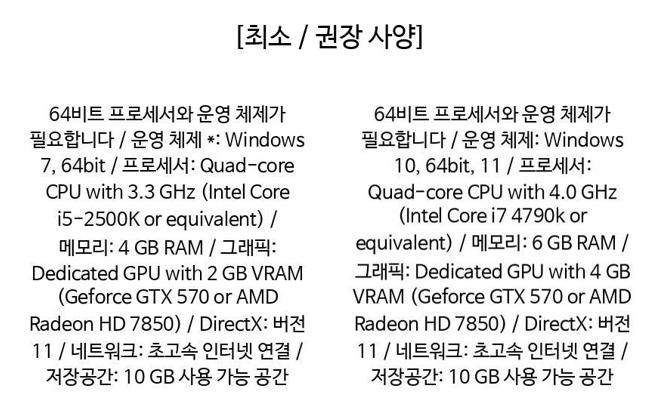 [최소 / 권장 사양]
64비트 프로세서와 운영 체제가
필요합니다 / 운영 체제 *: Windows
7, 64bit / 프로세서: Quad-core
CPU with 3.3 GHz (Intel Core
i5-2500K or equivalent) /
메모리: 4 GB RAM / 그래픽:
Dedicated GPU with 2 GB VRAM
(Geforce GTX 570 or AMD
Radeon HD 7850) / DirectX: 버전
11 / 네트워크: 초고속 인터넷 연결 /
저장공간: 10 GB 사용 가능 공간
64비트 프로세서와 운영 체제가
필요합니다 / 운영 체제: Windows
10, 64bit, 11 / 프로세서:
Quad-core CPU with 4.0 GHz
(Intel Core i7 4790k or
equivalent) / 메모리: 6 GB RAM /
그래픽: Dedicated GPU with 4 GB
VRAM (Geforce GTX 570 or AMD
Radeon HD 7850) / DirectX: 버전
11 / 네트워크: 초고속 인터넷 연결 /
저장공간: 10 GB 사용 가능 공간